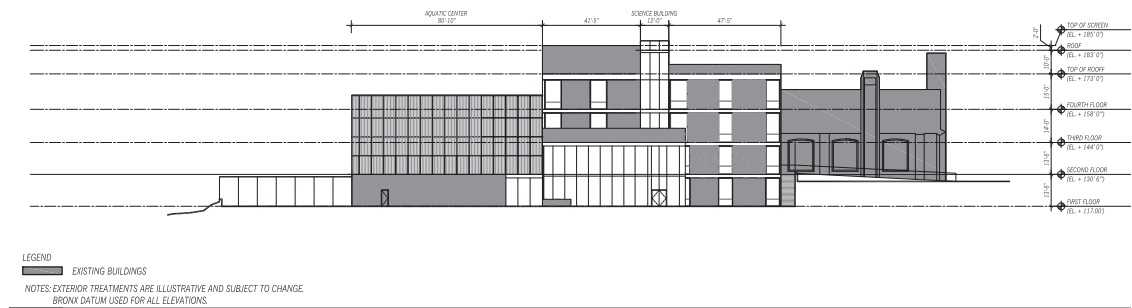 AQUATIC CENTER
80'-10"
SCIENCE BUILDING
41'-5"
12'-0"
47'-5"
2'-0"
TOP OF SCREEN
(EL. + 185' 0")
ROOF
(EL. + 183' 0")
10'-0"
TOP OF ROOFF
(EL. + 173' 0")
15'-0"
FOURTH FLOOR
(EL. + 158' 0")
14'-0"
THIRD FLOOR
(EL. + 144' 0")
13'-6"
SECOND FLOOR
(EL. + 130' 6")
13'-6"
FIRST FLOOR
(EL. + 117.00')
LEGEND
EXISTING BUILDINGS
NOTES: EXTERIOR TREATMENTS ARE ILLUSTRATIVE AND SUBJECT TO CHANGE.
BRONX DATUM USED FOR ALL ELEVATIONS.